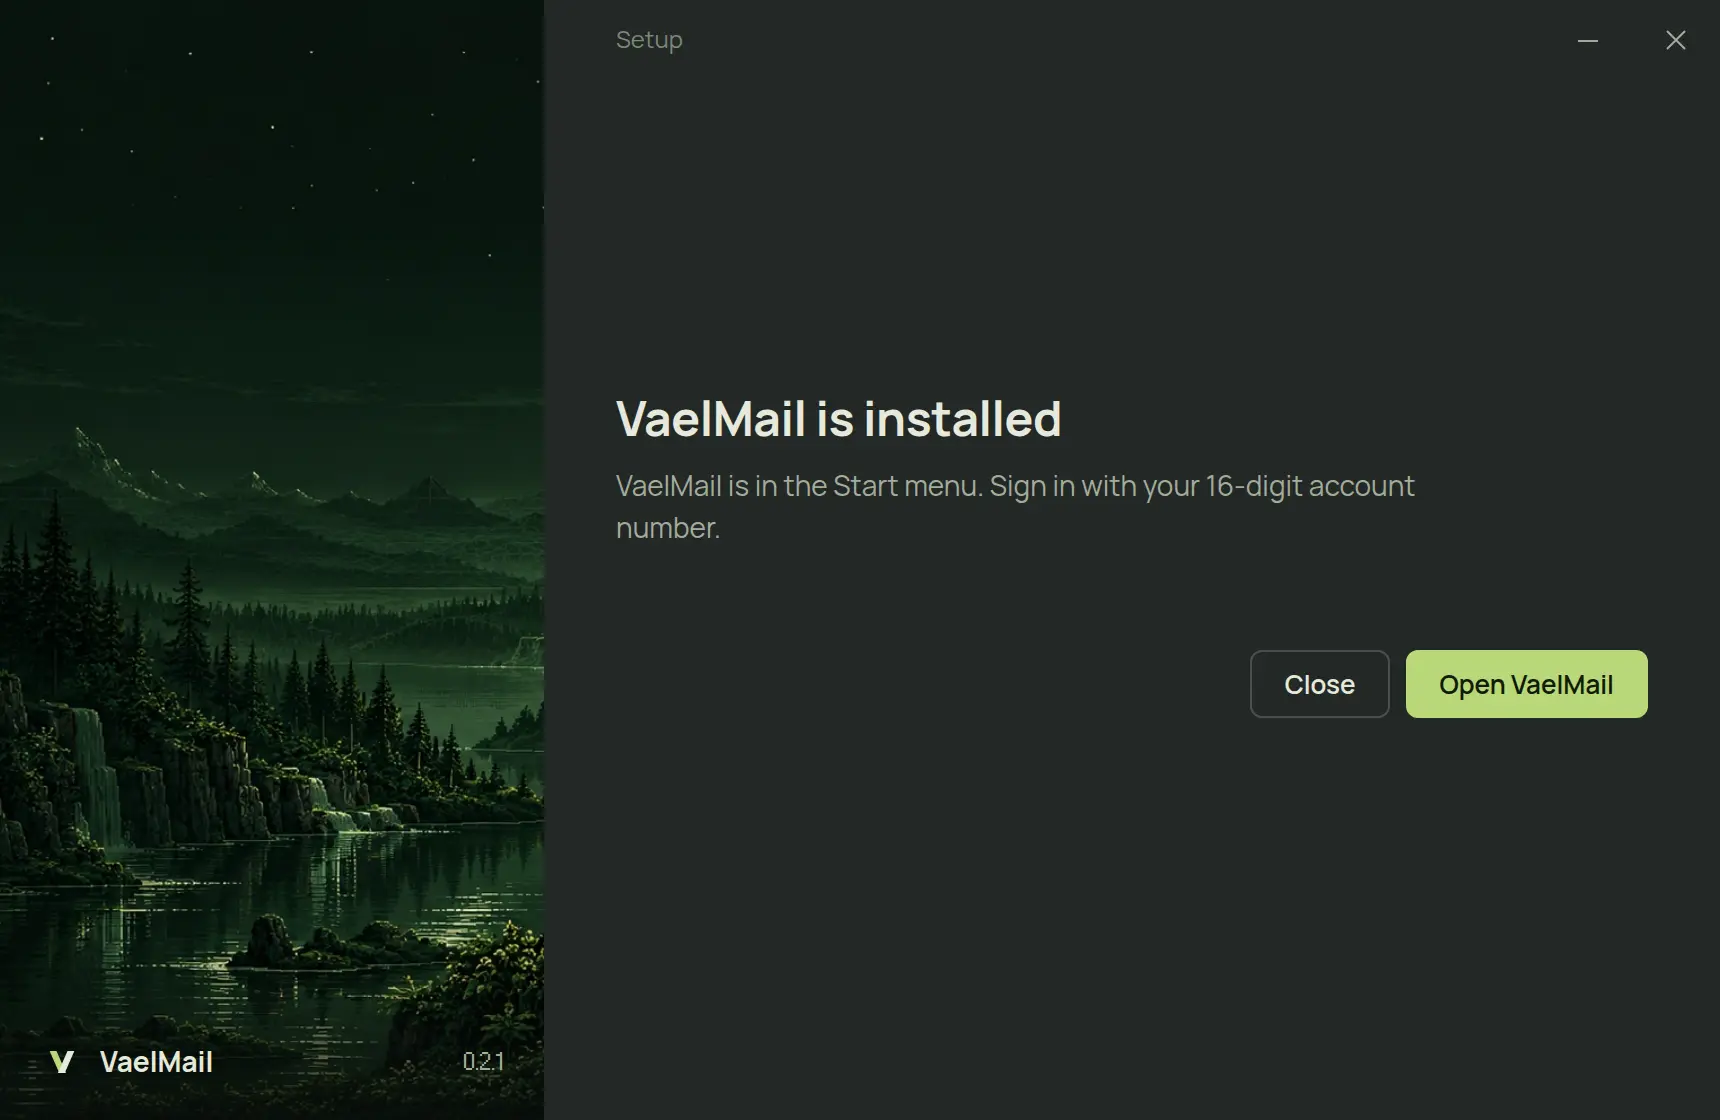 Setup
VaelMail is installed
VaelMail is in the Start menu. Sign in with your 16-digit account
number.
Close
Open VaelMail
VaelMail
0.2.1